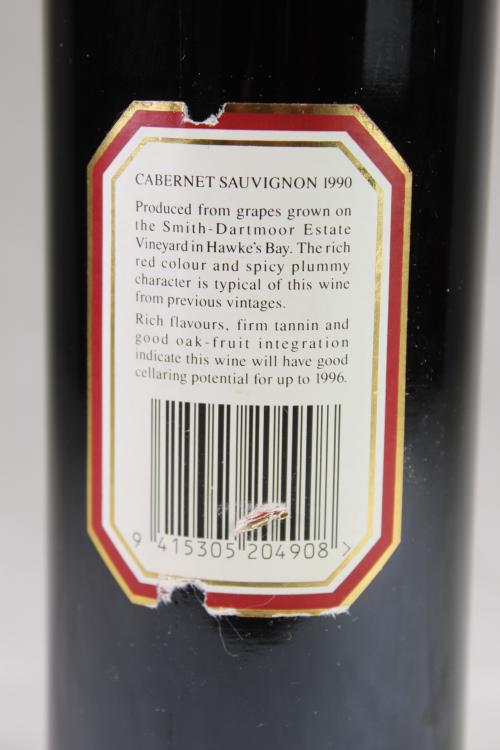 CABERNET SAUVIGNON 1990
Produced from grapes grown on
the Smith-Dartmoor Estate
Vineyard in Hawke's Bay. The rich
red colour and spicy plummy
character is typical of this wine
from previous vintages.
Rich flavours, firm tannin and
good oak-fruit integration
indicate this wine will have good
cellaring potential for up to 1996.
9 415305 204908 >